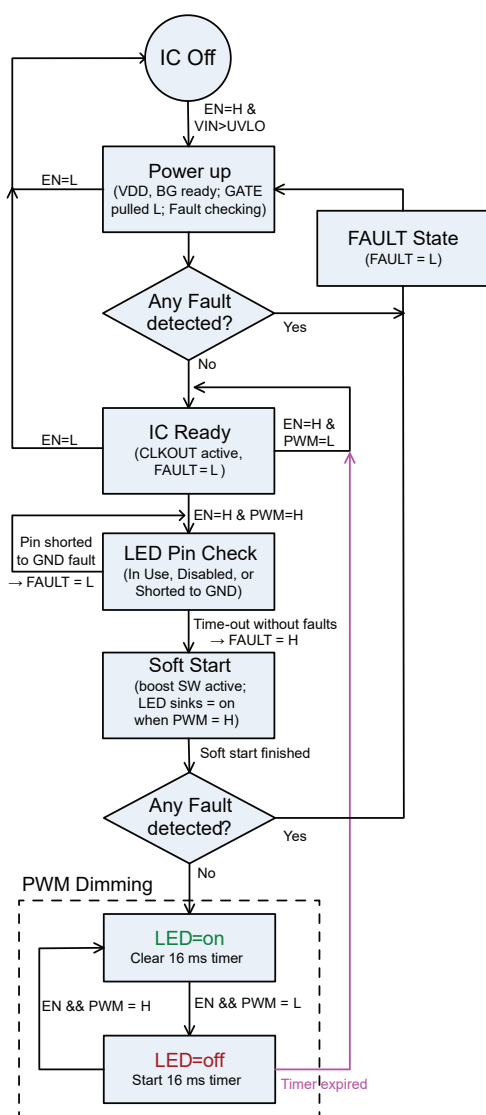 IC Off
EN=H &
VIN>UVLO
Power up
(VDD, BG ready; GATE
pulled L; Fault checking)
EN=L
FAULT State
(FAULT = L)
Any Fault
detected?
Yes
No
IC Ready
(CLKOUT active,
FAULT = L )
EN=L
EN=H &
PWM=L
EN=H & PWM=H
Pin shorted
to GND fault
→ FAULT = L
LED Pin Check
(In Use, Disabled, or
Shorted to GND)
Time-out without faults
→ FAULT = H
Soft Start
(boost SW active;
LED sinks = on
when PWM = H)
Soft start finished
Any Fault
detected?
Yes
No
PWM Dimming
LED=on
Clear 16 ms timer
EN && PWM = H
EN && PWM = L
LED=off
Start 16 ms timer
Timer expired